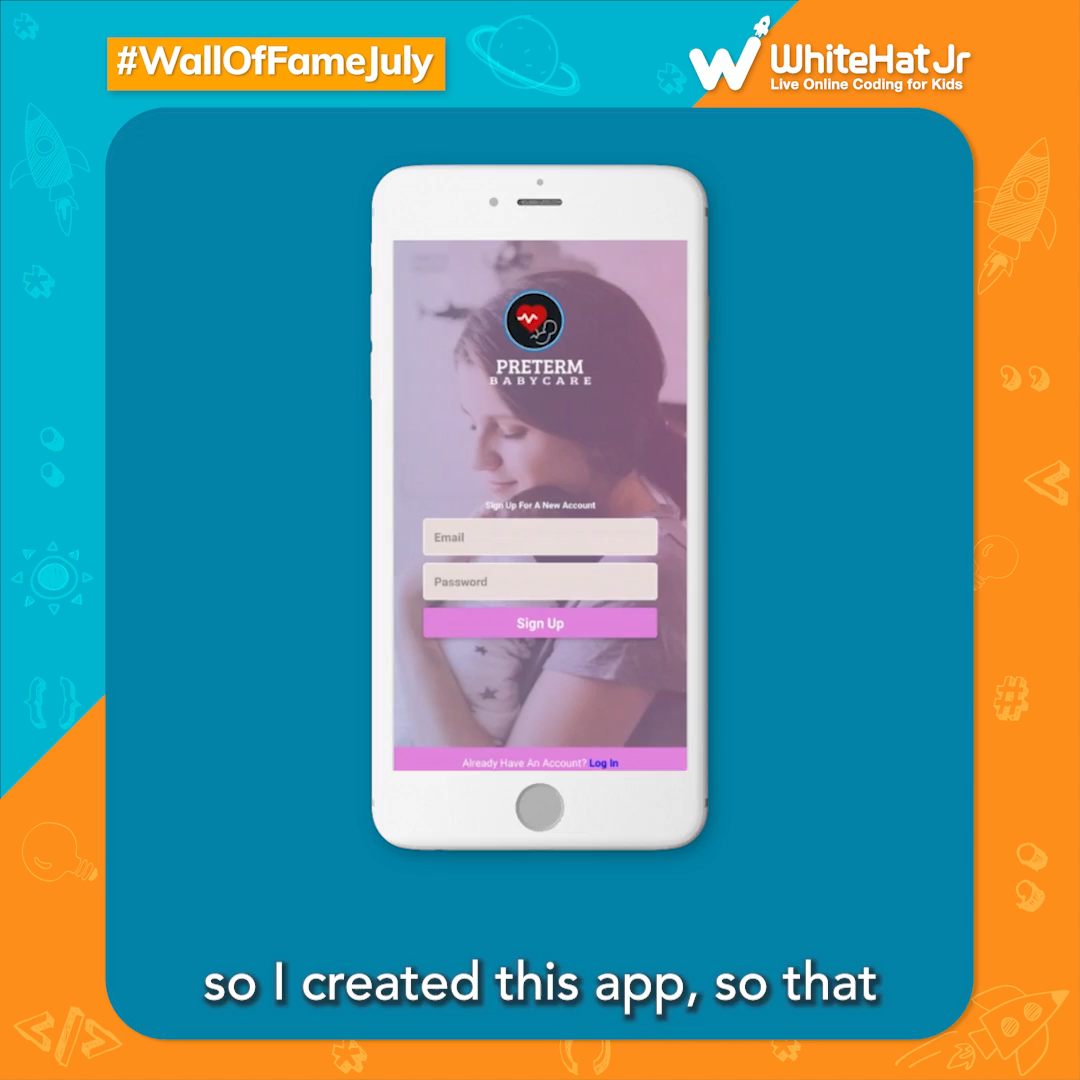 #WallOfFameJuly
WhiteHat Jr
Live Online Coding for Kids
PRETERM
BABYCARE
Sign Up For A New Account
Email
Password
Sign Up
Already Have An Account? Log In
so I created this app, so that